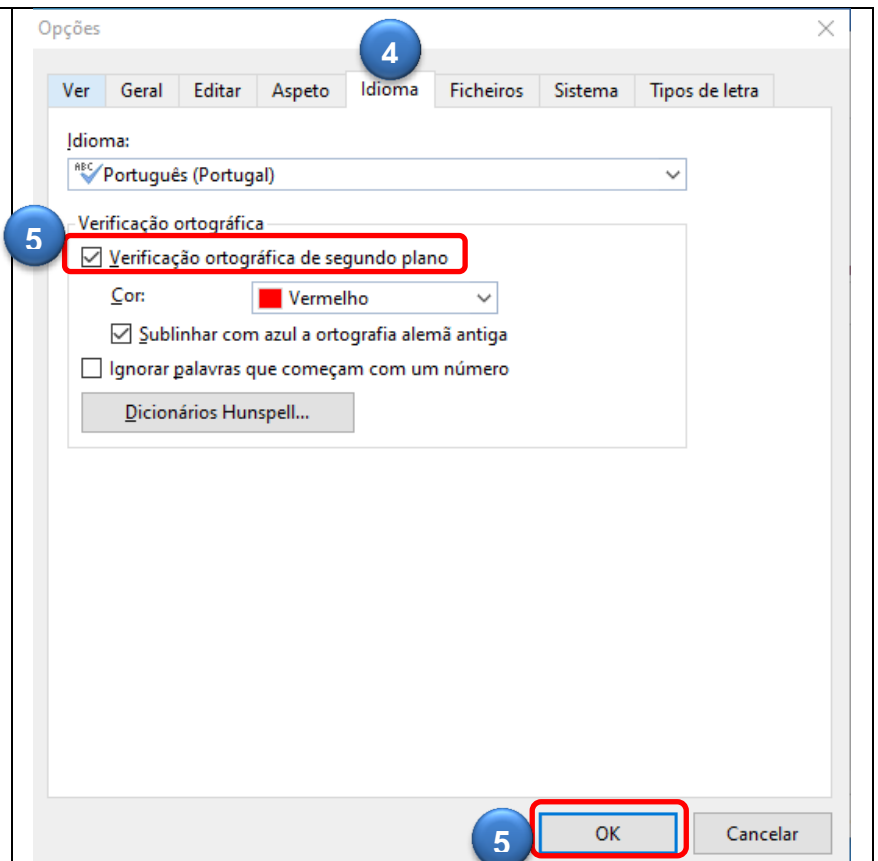 Opções
4
Ver Geral Editar Aspeto Idioma Ficheiros Sistema Tipos de letra
Idioma:
ABC Português (Portugal)
Verificação ortográfica
5
Verificação ortográfica de segundo plano
Cor: Vermelho
Sublinhar com azul a ortografia alemã antiga
Ignorar palavras que começam com um número
Dicionários Hunspell...
5 OK Cancelar